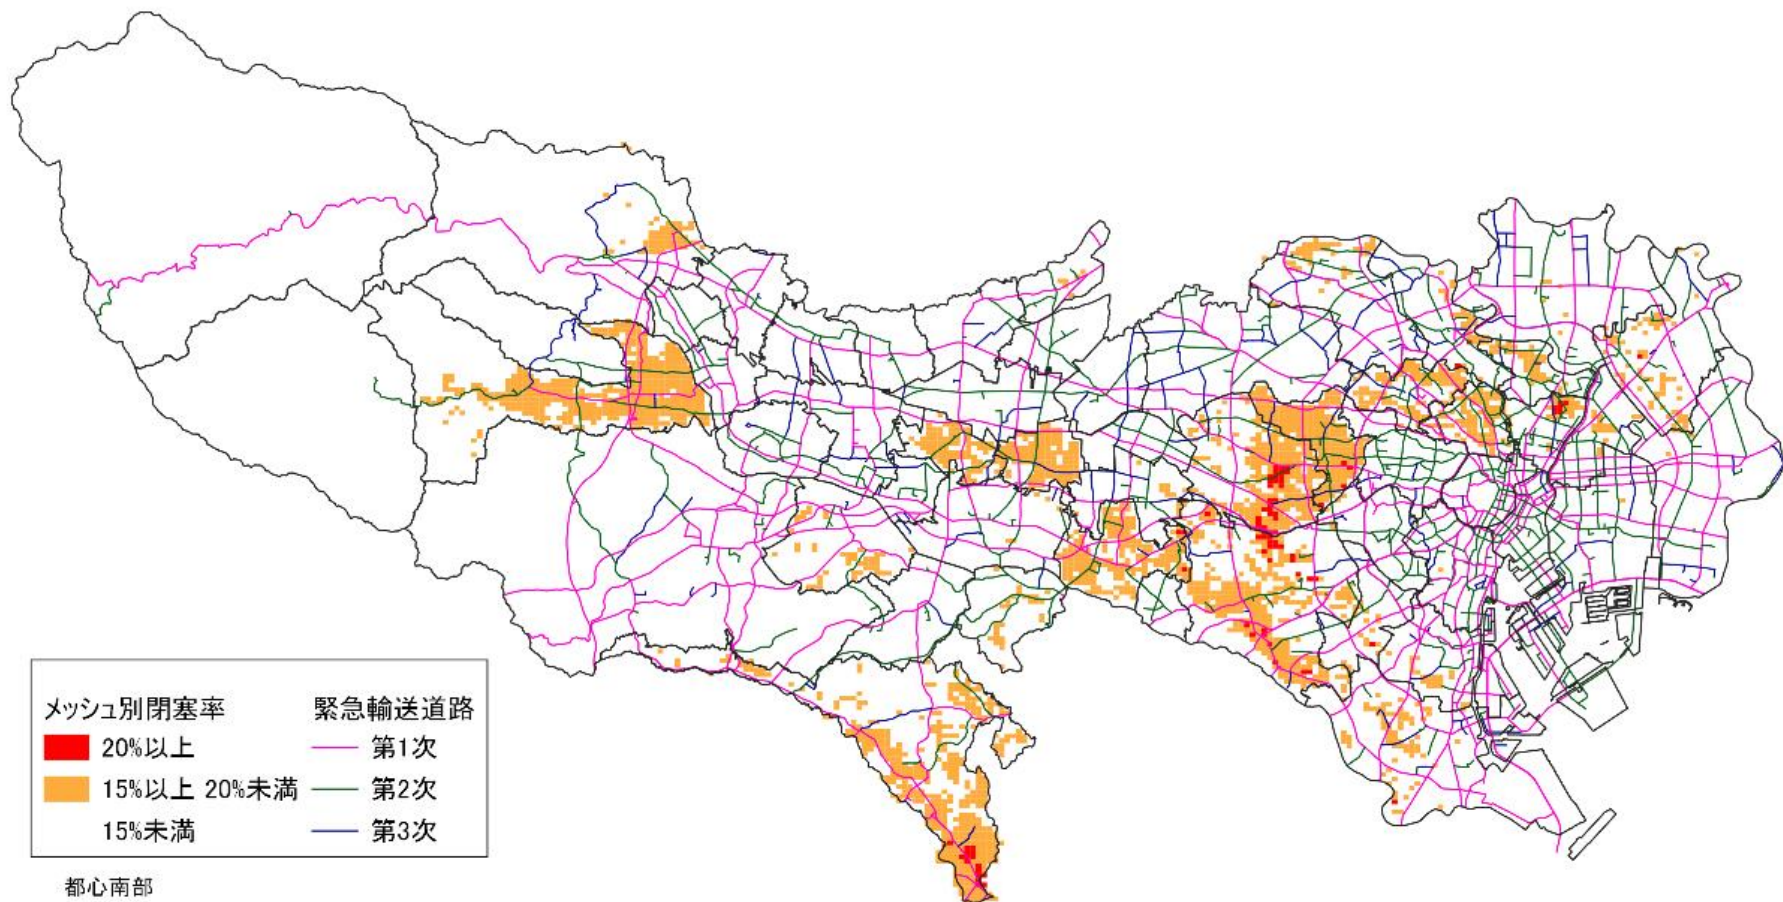 メッシュ別閉塞率
20%以上
15%以上 20%未満
15%未満
緊急輸送道路
第1次
第2次
第3次
都心南部